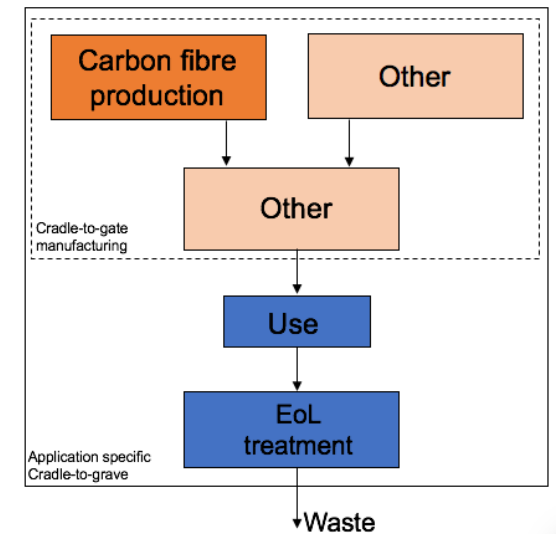 Carbon fibre
production
Other
Other
Cradle-to-gate
manufacturing
Use
EoL
treatment
Application specific
Cradle-to-grave
Waste